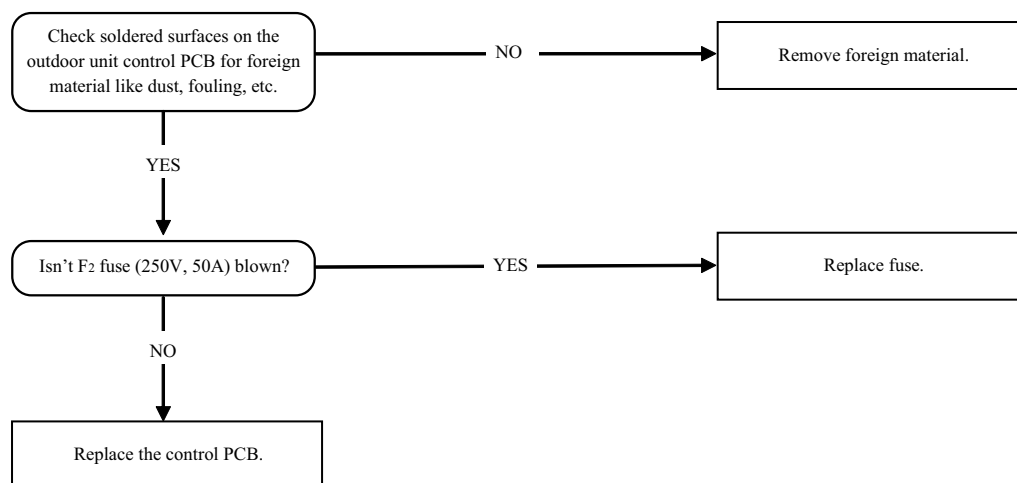 Check soldered surfaces on the
outdoor unit control PCB for foreign
material like dust, fouling, etc.
NO
Remove foreign material.
YES
Isn’t F2 fuse (250V, 50A) blown?
YES
Replace fuse.
NO
Replace the control PCB.